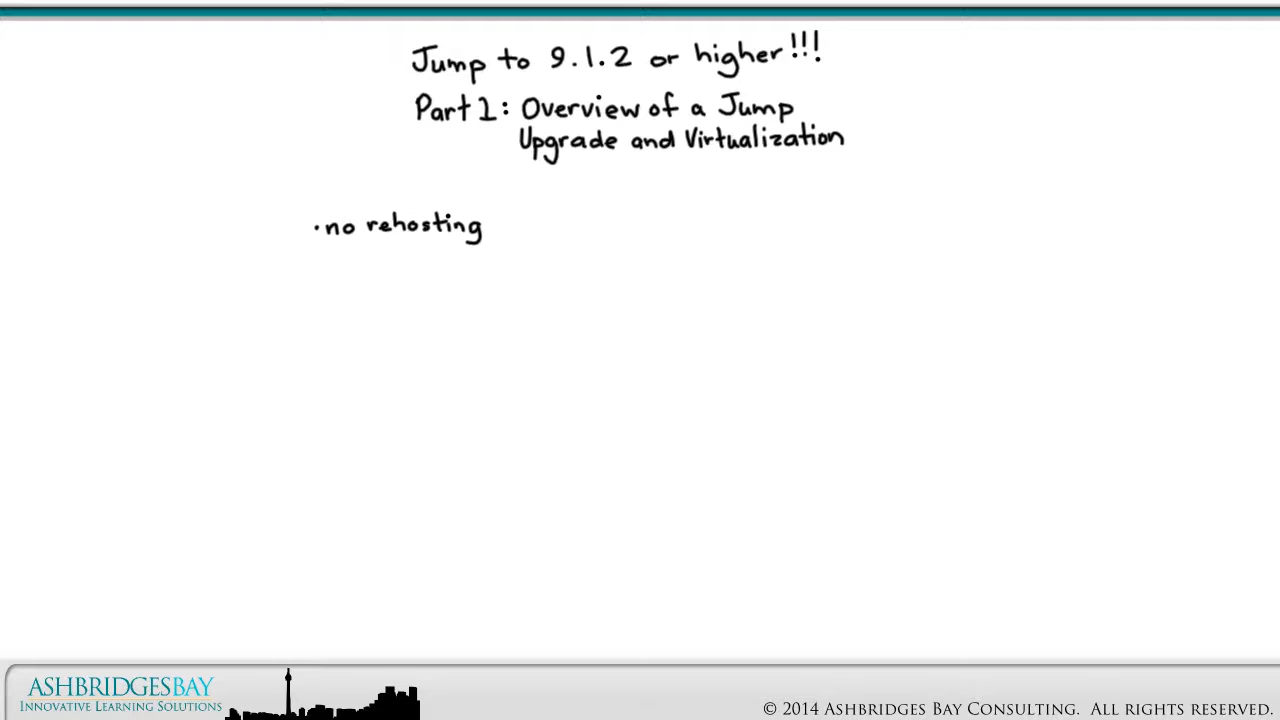 Jump to 9.1.2 or higher!!!
Part 1: Overview of a Jump
Upgrade and Virtualization
·no rehosting
ASHBRIDGESBAY
INNOVATIVE LEARNING SOLUTIONS
© 2014 ASHBRIDGES BAY CONSULTING. ALL RIGHTS RESERVED.